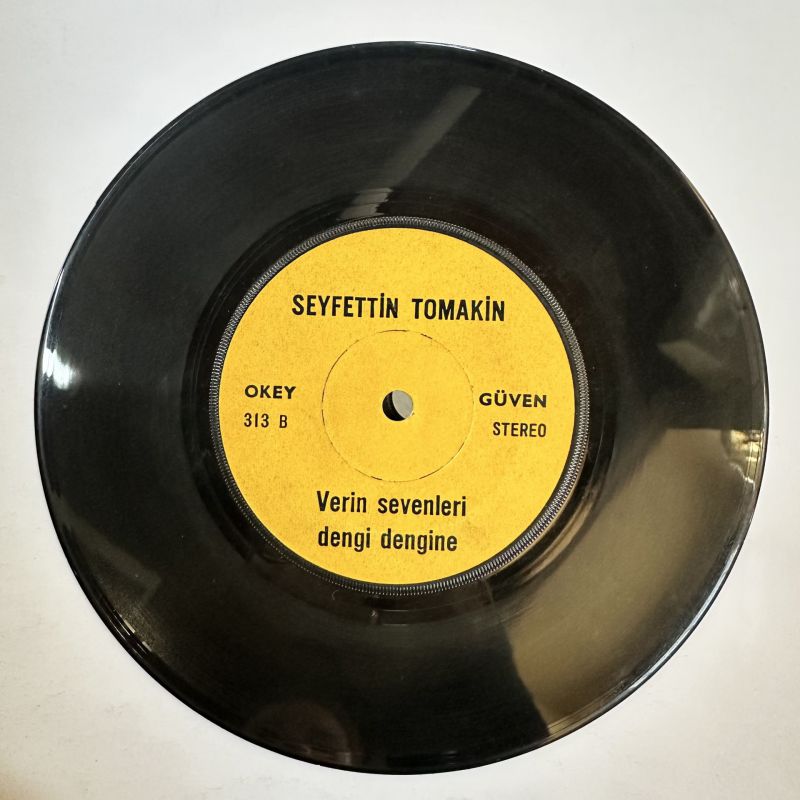 SEYFETTİN TOMAKİN
OKEY
313 B
GÜVEN
STEREO
Verin sevenleri
dengi dengine